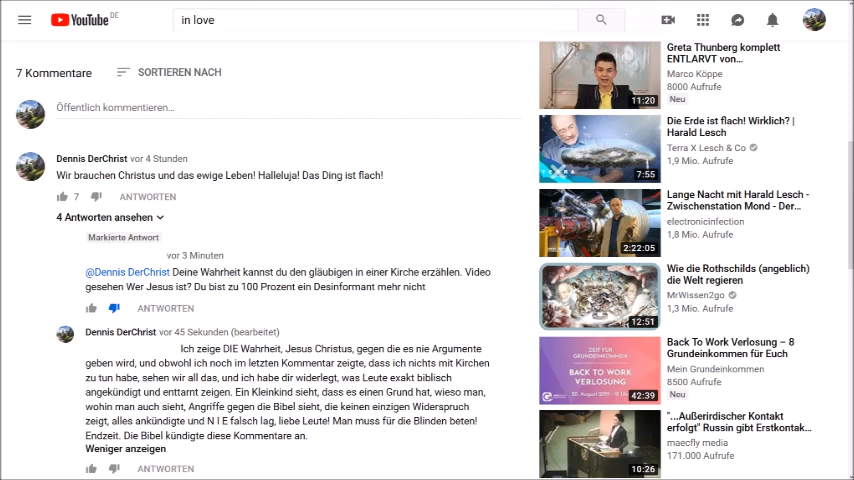 YouTube DE
in love
7 Kommentare
SORTIEREN NACH
Öffentlich kommentieren...
Dennis DerChrist vor 4 Stunden
Wir brauchen Christus und das ewige Leben! Halleluja! Das Ding ist flach!
7 ANTWORTEN
4 Antworten ansehen
Markierte Antwort
vor 3 Minuten
@Dennis DerChrist Deine Wahrheit kannst du den gläubigen in einer Kirche erzählen. Video
gesehen Wer Jesus ist? Du bist zu 100 Prozent ein Desinformant mehr nicht
ANTWORTEN
Dennis DerChrist vor 45 Sekunden (bearbeitet)
Ich zeige DIE Wahrheit, Jesus Christus, gegen die es nie Argumente
geben wird, und obwohl ich noch im letzten Kommentar zeigte, dass ich nichts mit Kirchen
zu tun habe, sehen wir all das, und ich habe dir widerlegt, was Leute exakt biblisch
angekündigt und enttarnt zeigen. Ein Kleinkind sieht, dass es einen Grund hat, wieso man,
wohin man auch sieht, Angriffe gegen die Bibel sieht, die keinen einzigen Widerspruch
zeigt, alles ankündigte und N I E falsch lag, liebe Leute! Man muss für die Blinden beten!
Endzeit. Die Bibel kündigte diese Kommentare an.
Weniger anzeigen
ANTWORTEN
Greta Thunberg komplett
ENTLARVT von...
Marco Köppe
8000 Aufrufe
Neu
11:20
Die Erde ist flach! Wirklich? |
Harald Lesch
Terra X Lesch & Co
1,9 Mio. Aufrufe
TERRA
7:55
Lange Nacht mit Harald Lesch -
Zwischenstation Mond - Der...
electronicinfection
1,8 Mio. Aufrufe
2:22:05
Wie die Rothschilds (angeblich)
die Welt regieren
MrWissen2go
1,3 Mio. Aufrufe
12:51
Back To Work Verlosung – 8
Grundeinkommen für Euch
Mein Grundeinkommen
8500 Aufrufe
Neu
ZEIT FÜR
GRUNDEINKOMMEN
BACK TO WORK
VERLOSUNG
42:39
"...Außerirdischer Kontakt
erfolgt" Russin gibt Erstkontak...
maecfly media
171.000 Aufrufe
10:26